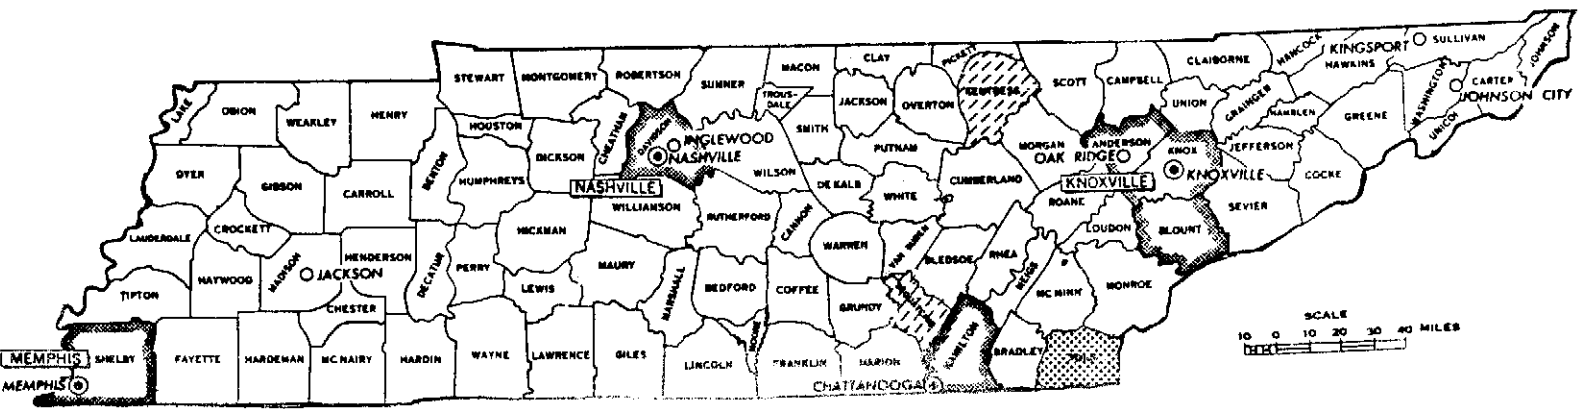 LAKE
OBION
WEAKLEY
HENRY
STEWART
MONTGOMERY
ROBERTSON
SUMNER
MACON
TROUS-
DALE
CLAY
PICKETT
FENTRESS
SCOTT
CAMPBELL
CLAIBORNE
HANCOCK
KINGSPORT
HAWKINS
SULLIVAN
JOHNSON
CARTER
JOHNSON CITY
WASHINGTON
UNICOI
GREENE
HAMBLEN
GRAINGER
UNION
JACKSON
OVERTON
HOUSTON
CHEATHAM
DAVIDSON
INGLEWOOD
NASHVILLE
NASHVILLE
DICKSON
SMITH
PUTNAM
MORGAN
OAK RIDGE
ANDERSON
KNOX
KNOXVILLE
KNOXVILLE
JEFFERSON
COCKE
SEVIER
DYER
GIBSON
CARROLL
BENTON
HUMPHREYS
WILLIAMSON
WILSON
DE KALB
WHITE
CUMBERLAND
ROANE
LOUDON
BLOUNT
LAUDERDALE
CROCKETT
HICKMAN
RUTHERFORD
CANNON
WARREN
VAN BUREN
BLEDSOE
RHEA
MEIGS
MC MINN
MONROE
TIPTON
HAYWOOD
MADISON
JACKSON
HENDERSON
DECATUR
PERRY
LEWIS
MAURY
MARSHALL
BEDFORD
COFFEE
GRUNDY
CHESTER
MEMPHIS
MEMPHIS
SHELBY
FAYETTE
HARDEMAN
MC NAIRY
HARDIN
WAYNE
LAWRENCE
GILES
LINCOLN
MOORE
FRANKLIN
MARION
CHATTANOOGA
HAMILTON
BRADLEY
POLK
SCALE
10 0 10 20 30 40 MILES